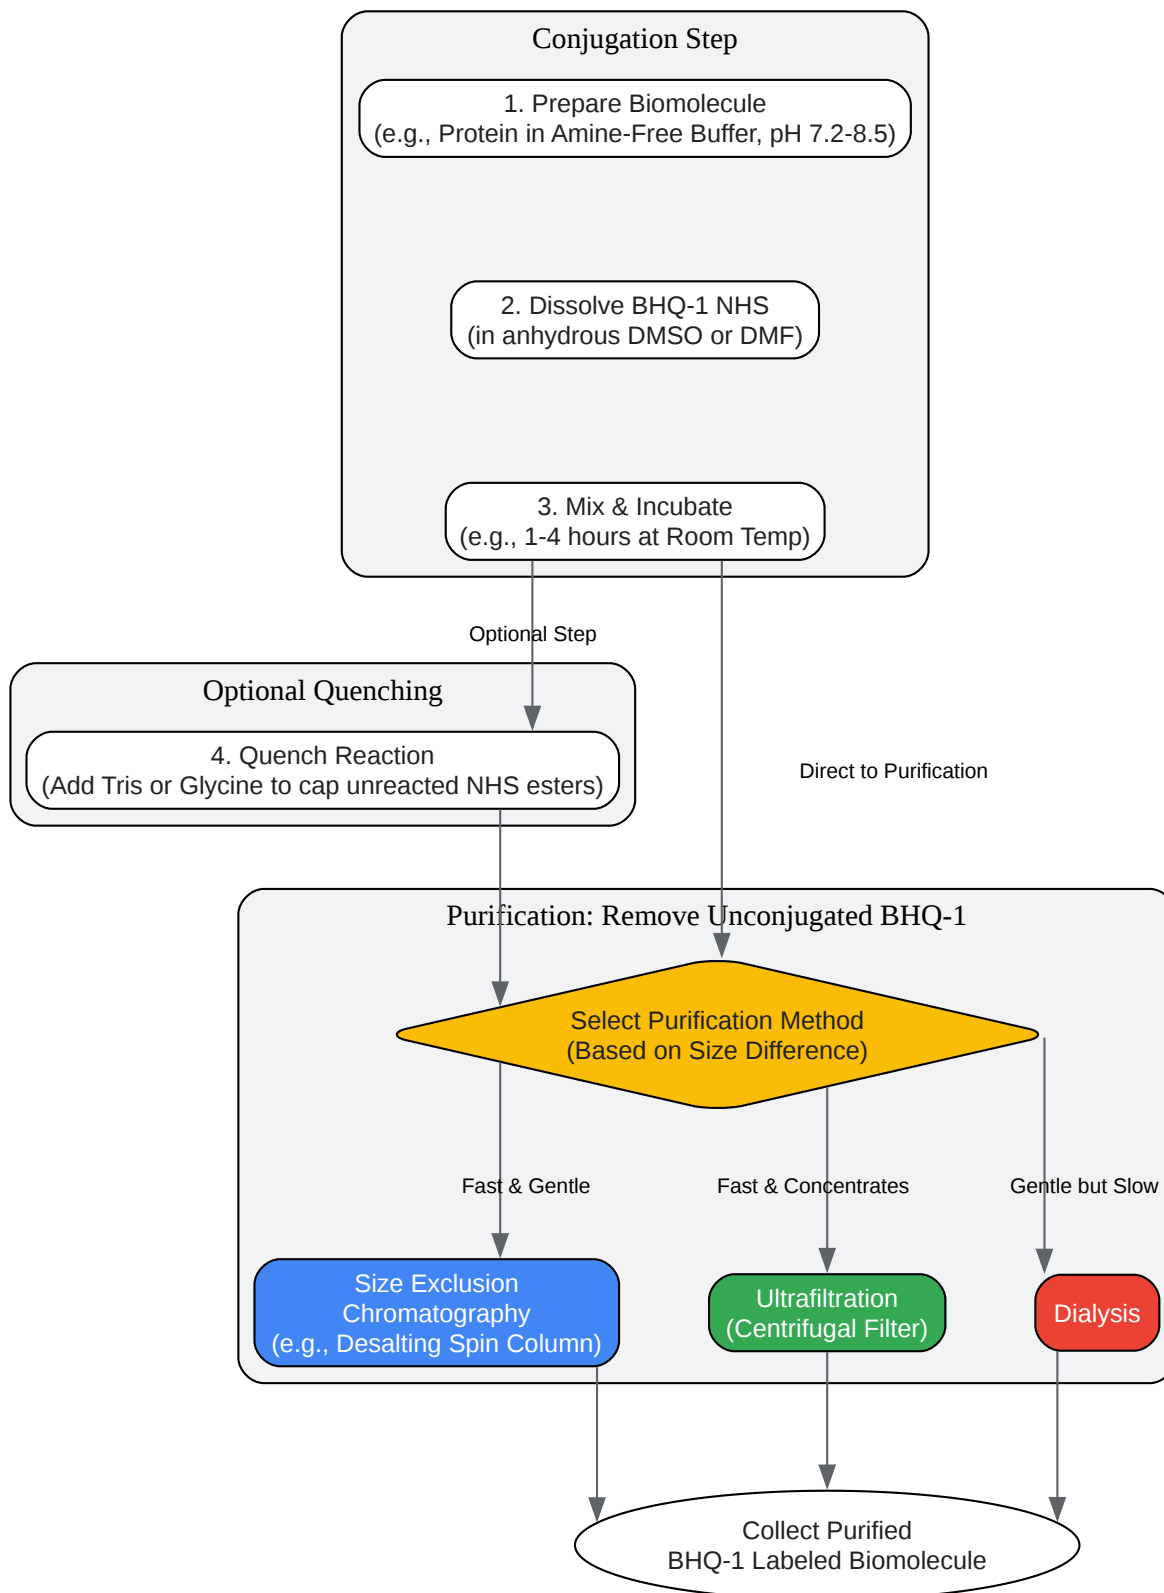 Conjugation Step
1. Prepare Biomolecule
(e.g., Protein in Amine-Free Buffer, pH 7.2-8.5)
2. Dissolve BHQ-1 NHS
(in anhydrous DMSO or DMF)
3. Mix & Incubate
(e.g., 1-4 hours at Room Temp)
Optional Step
Optional Quenching
4. Quench Reaction
(Add Tris or Glycine to cap unreacted NHS esters)
Direct to Purification
Purification: Remove Unconjugated BHQ-1
Select Purification Method
(Based on Size Difference)
Fast & Gentle
Fast & Concentrates
Gentle but Slow
Size Exclusion
Chromatography
(e.g., Desalting Spin Column)
Ultrafiltration
(Centrifugal Filter)
Dialysis
Collect Purified
BHQ-1 Labeled Biomolecule